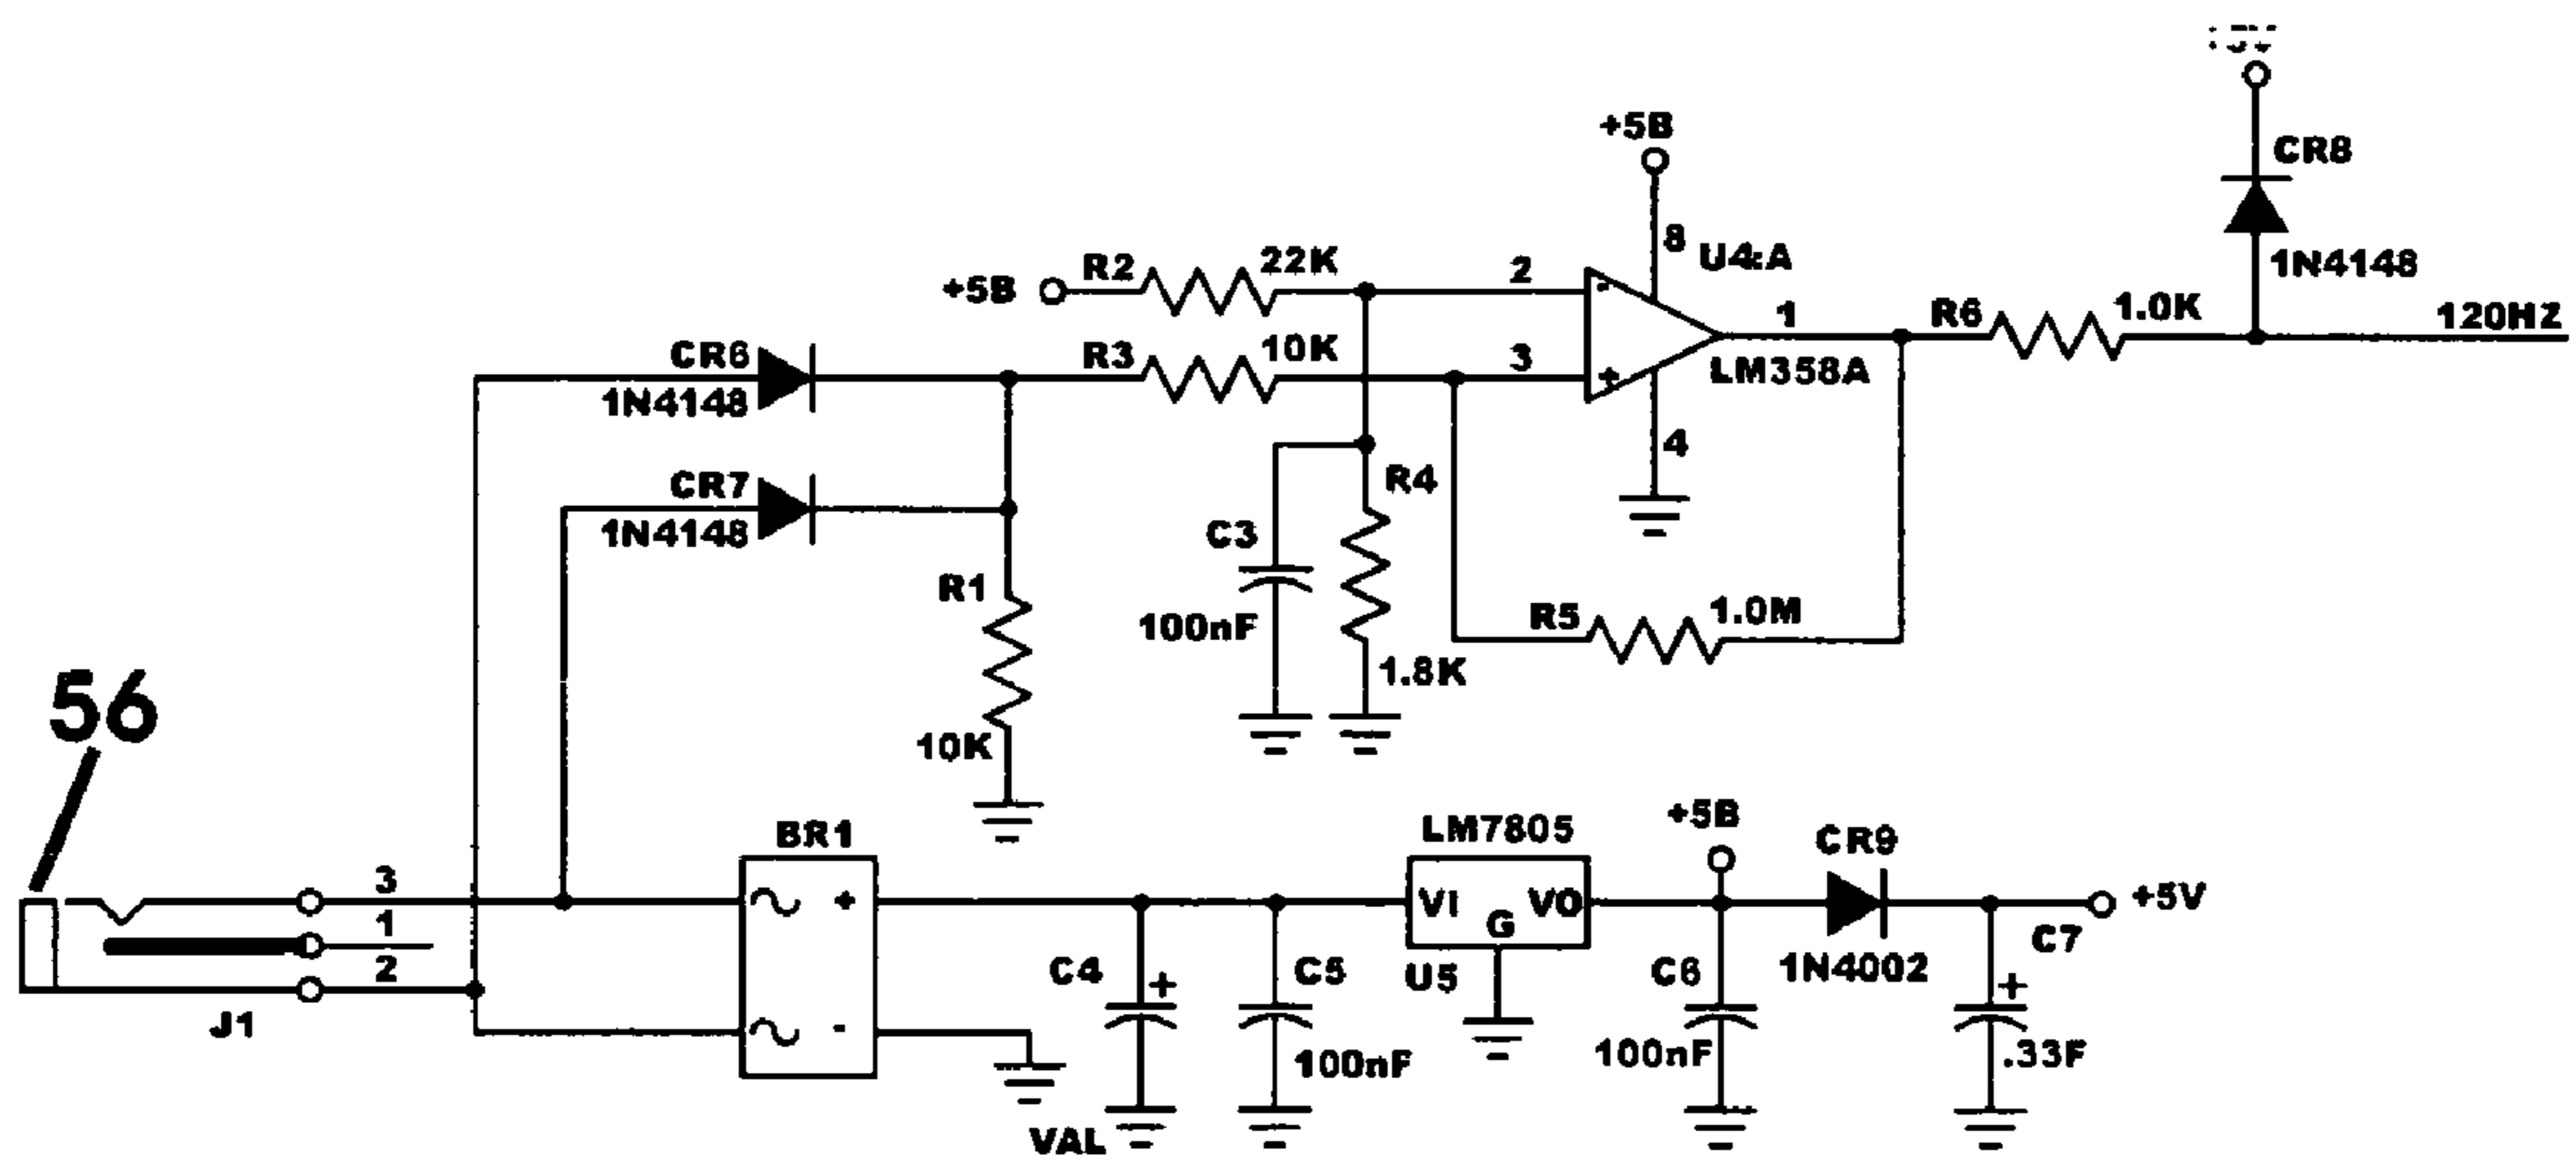 +5B
CR8
8
U4:A
R2
22K
2
1N4148
+5B
1
R6
1.0K
120HZ
CR6
R3
10K
3
LM358A
1N4148
4
CR7
R4
1N4148
C3
R1
R5
1.0M
100nF
1.8K
56
10K
BR1
LM7805
+5B
CR9
3
+
VI
VO
+5V
1
G
C7
2
C4
+
C5
U5
C6
1N4002
+
J1
-
100nF
100nF
.33F
VAL